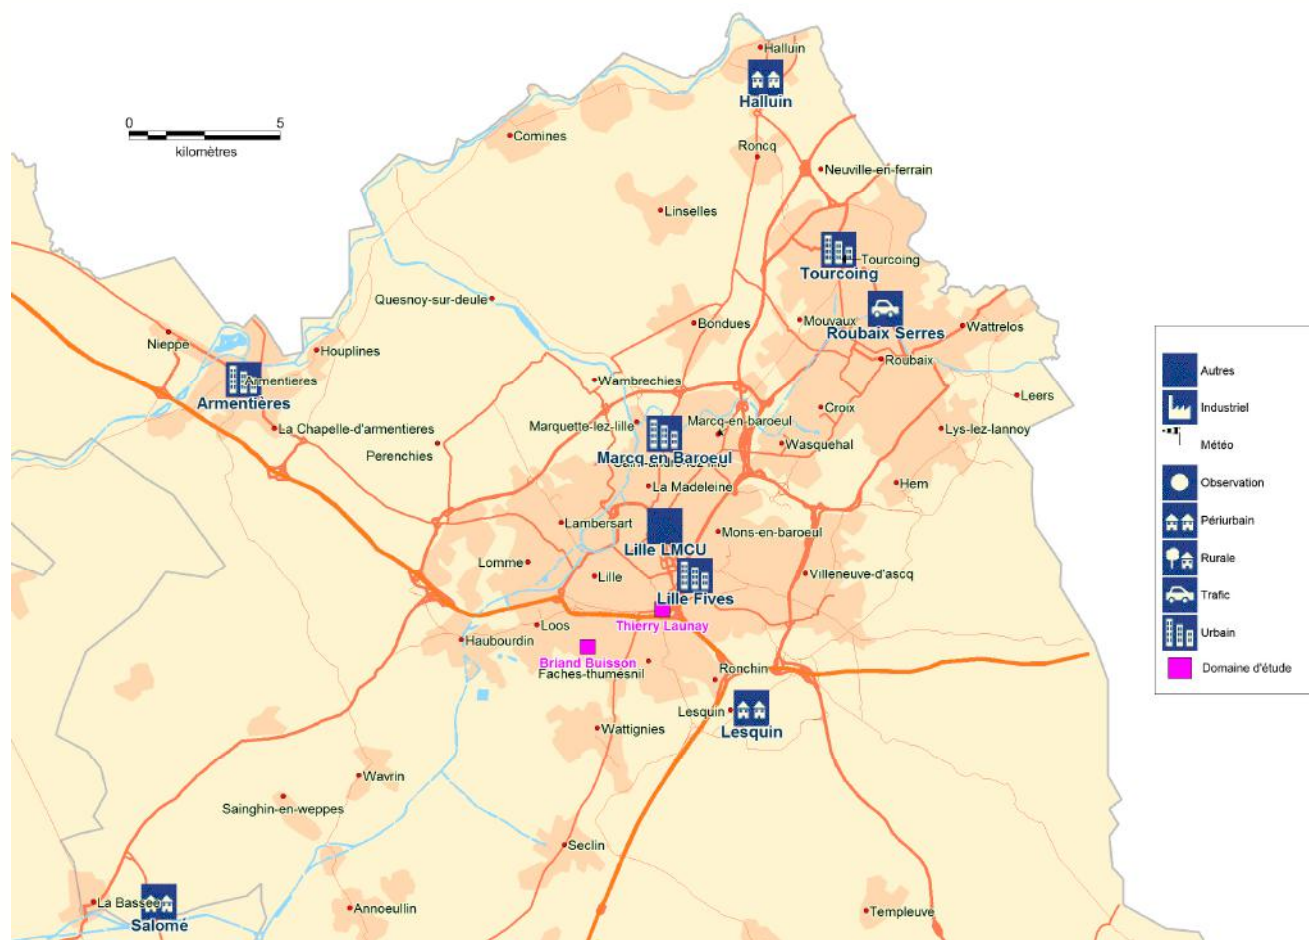 Halluin
Halluin
0 5
kilomètres
Comines
Roncq
Neuville-en-ferrain
Linselles
Tourcoing
Tourcoing
Quesnoy-sur-deule
Bondues
Mouvaux
Roubaix Serres
Wattrelos
Nieppe
Houplines
Roubaix
Armentieres
Armentières
Wambrechies
Leers
Croix
La Chapelle-d'armentieres
Marquette-lez-lille
Marcq-en-baroeul
Lys-lez-lannoy
Perenchies
Wasquehal
Marcq en Baroeul
Saint-andre-lez-lille
La Madeleine
Hem
Lambersart
Mons-en-baroeul
Lille LMCU
Lomme
Lille
Villeneuve-d'ascq
Lille Fives
Thierry Launay
Loos
Haubourdin
Briand Buisson
Faches-thumesnil
Ronchin
Lesquin
Lesquin
Wattignies
Wavrin
Sainghin-en-weppes
Seclin
La Bassee
Salomé
Annoeullin
Templeuve
Autres
Industriel
Météo
Observation
Périurbain
Rurale
Trafic
Urbain
Domaine d'étude